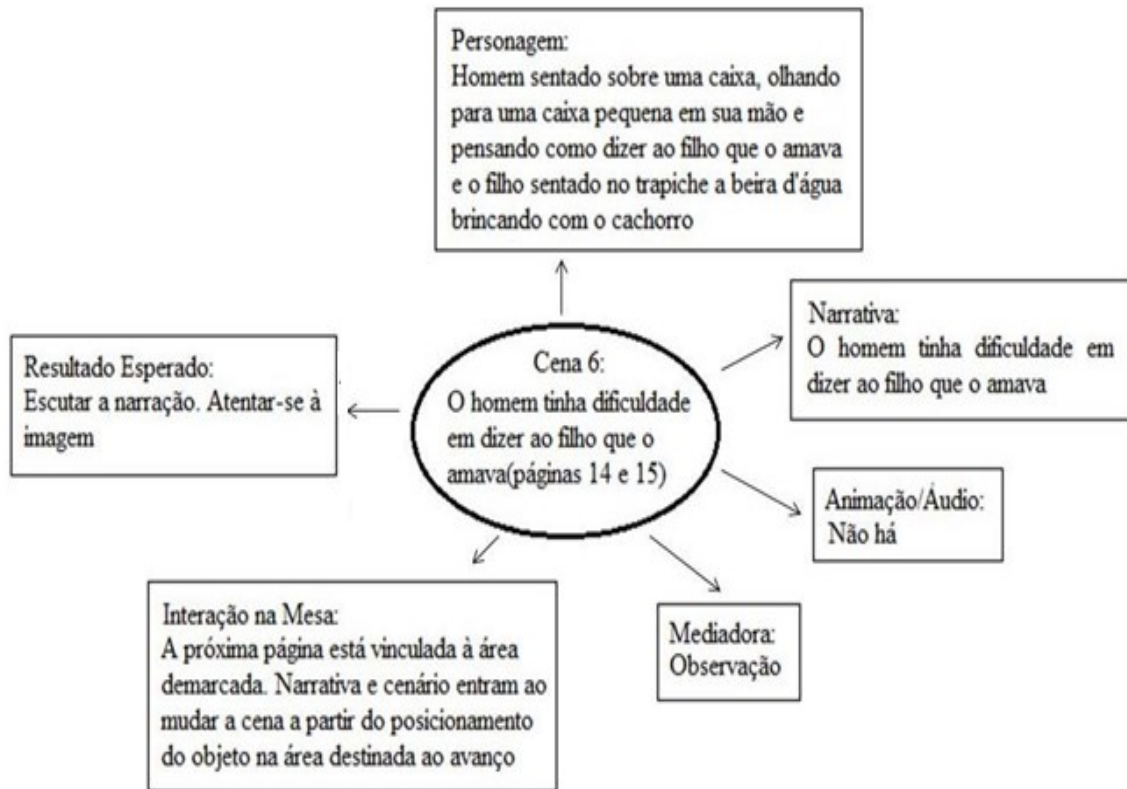 Personagem:
Homem sentado sobre uma caixa, olhando
para uma caixa pequena em sua mão e
pensando como dizer ao filho que o amava
e o filho sentado no trapiche a beira d'água
brincando com o cachorro
Narrativa:
O homem tinha dificuldade em
dizer ao filho que o amava
Resultado Esperado:
Escutar a narração. Atentar-se à
imagem
Cena 6:
O homem tinha dificuldade
em dizer ao filho que o
amava(páginas 14 e 15)
Animação/Áudio:
Não há
Interação na Mesa:
A próxima página está vinculada à área
demarcada. Narrativa e cenário entram ao
mudar a cena a partir do posicionamento
do objeto na área destinada ao avanço
Mediadora:
Observação